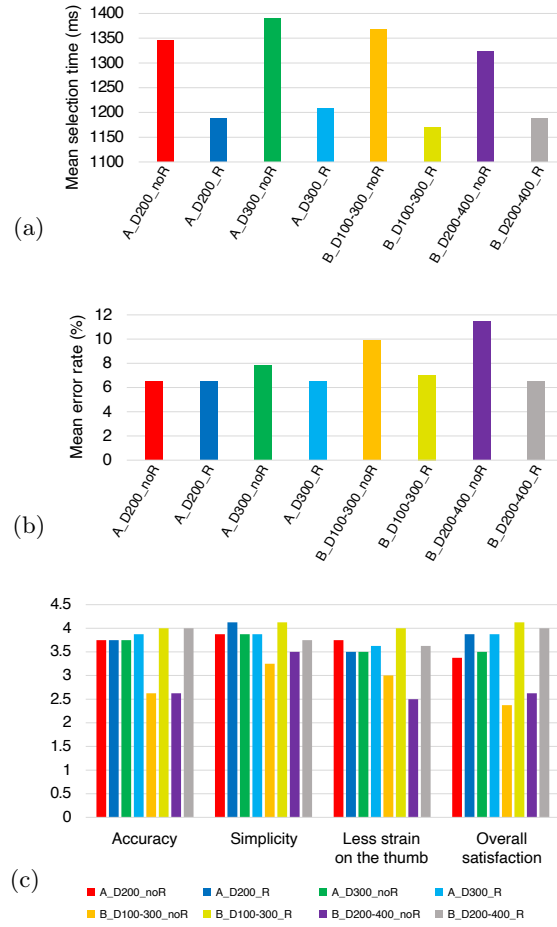 Mean selection time (ms)
1400
1350
1300
1250
1200
1150
1100
A_D200_noR
A_D200_R
A_D300_noR
A_D300_R
B_D100-300_noR
B_D100-300_R
B_D200-400_noR
B_D200-400_R
(a)
Mean error rate (%)
12
10
8
6
4
2
0
A_D200_noR
A_D200_R
A_D300_noR
A_D300_R
B_D100-300_noR
B_D100-300_R
B_D200-400_noR
B_D200-400_R
(b)
4.5
4
3.5
3
2.5
2
1.5
1
0.5
0
Accuracy
Simplicity
Less strain
on the thumb
Overall
satisfaction
(c)
A_D200_noR A_D200_R A_D300_noR A_D300_R
B_D100-300_noR B_D100-300_R B_D200-400_noR B_D200-400_R